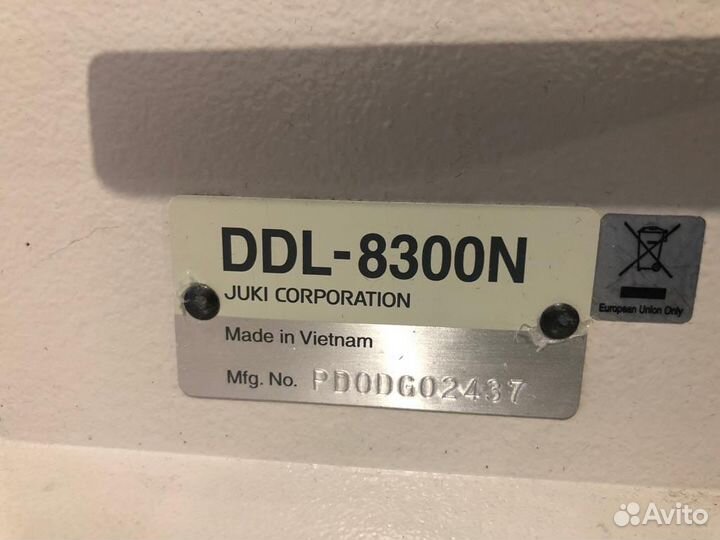 DDL-8300N
JUKI CORPORATION
European Union Only
Made in Vietnam
Mfg. No. PD0DG02437
Avito